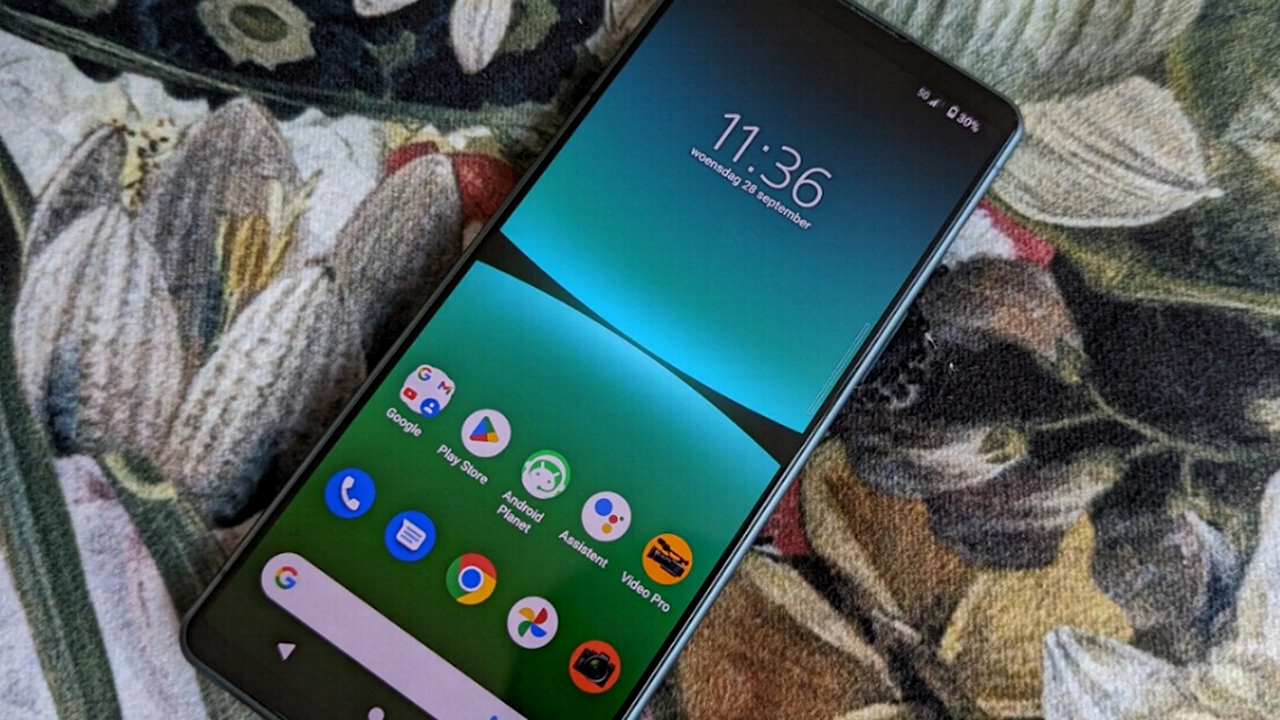 5G 30%
11:36
woensdag 28 september
Google
Play Store
Android
Planet
Assistent
Video Pro